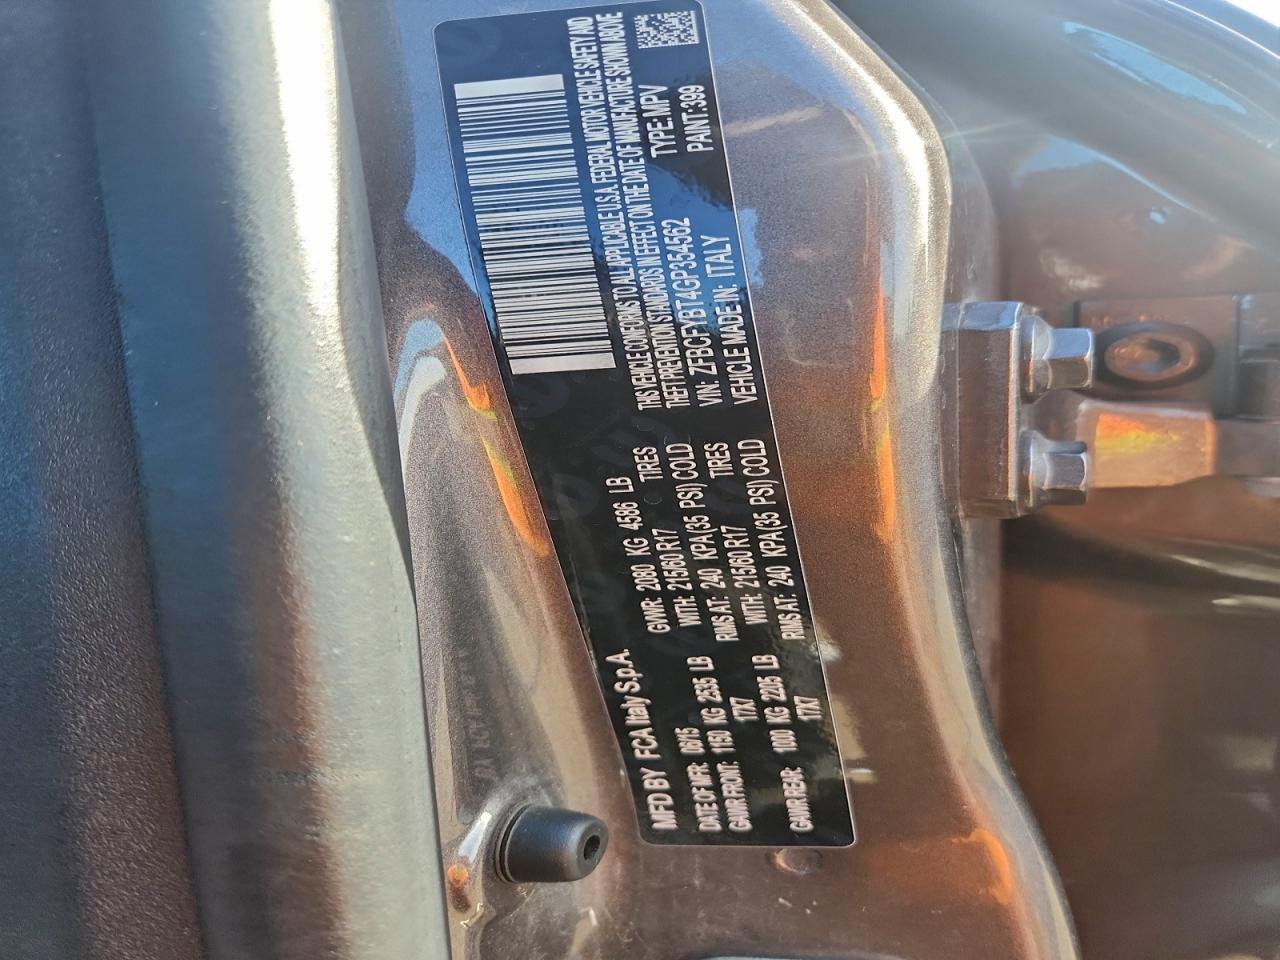 MFD BY FCA Italy S.p.A.
DATE OF MFR: 06/15 GVWR: 2080 KG 4586 LB
GAWR FRONT: 1150 KG 2535 LB WITH: 215/60 R17 TIRES
17X7 RIMS AT: 240 KPA(35 PSI) COLD
GAWR REAR: 1000 KG 2205 LB WITH: 215/60 R17 TIRES
17X7 RIMS AT: 240 KPA(35 PSI) COLD
THIS VEHICLE CONFORMS TO ALL APPLICABLE U.S.A. FEDERAL MOTOR VEHICLE SAFETY AND
THEFT PREVENTION STANDARDS IN EFFECT ON THE DATE OF MANUFACTURE SHOWN ABOVE
VIN: ZFBCFYBT4GP354562 TYPE: MPV
VEHICLE MADE IN: ITALY PAINT: 399